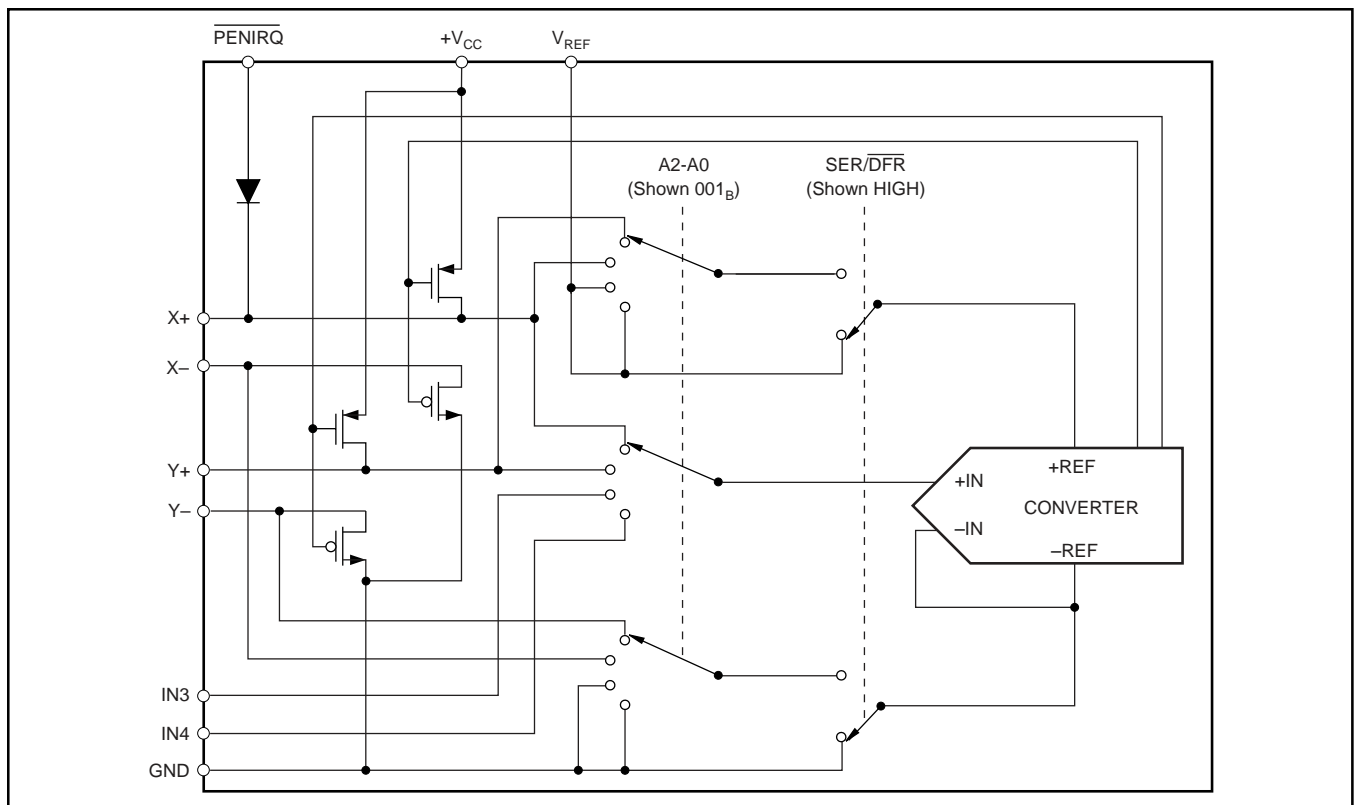 PENIRQ
+VCC
VREF
A2-A0
(Shown 001B)
SER/DFR
(Shown HIGH)
X+
X–
Y+
Y–
IN3
IN4
GND
+REF
+IN
CONVERTER
–IN
–REF